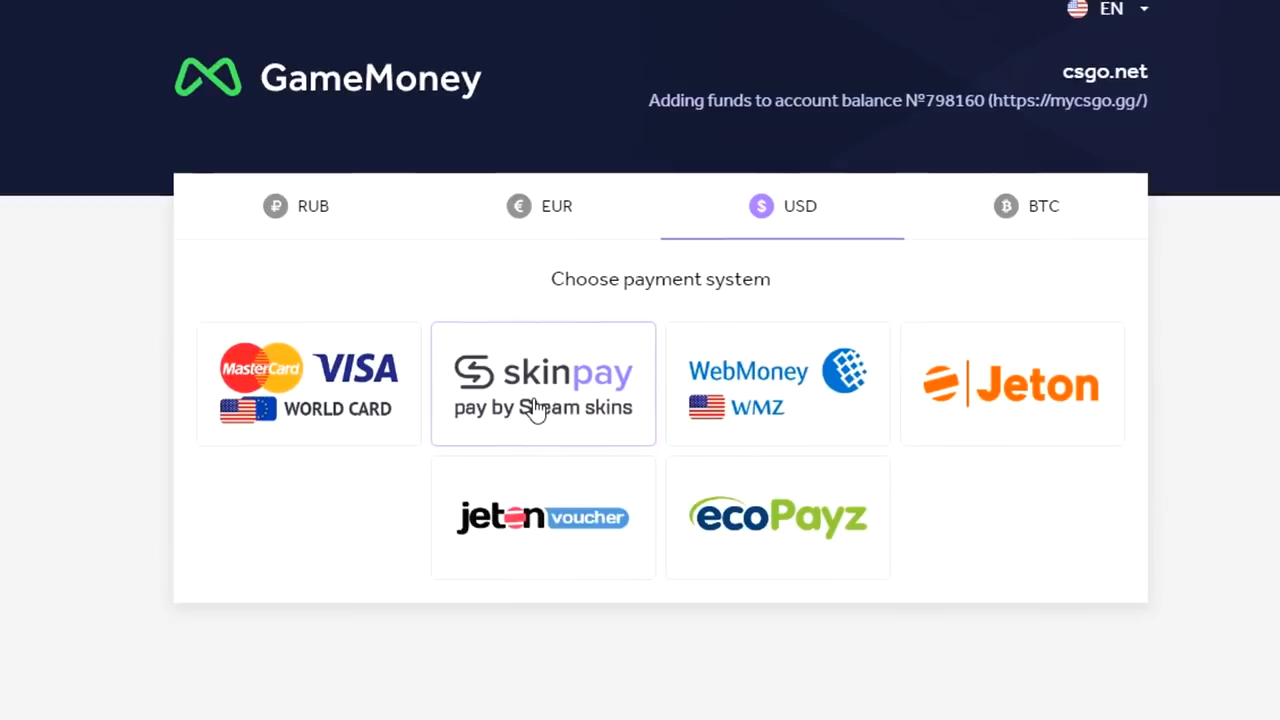 EN
GameMoney
csgo.net
Adding funds to account balance №798160 (https://mycsgo.gg/)
RUB
EUR
USD
BTC
Choose payment system
MasterCard VISA
WORLD CARD
skinpay
pay by Steam skins
WebMoney
WMZ
Jeton
jeton voucher
ecoPayz